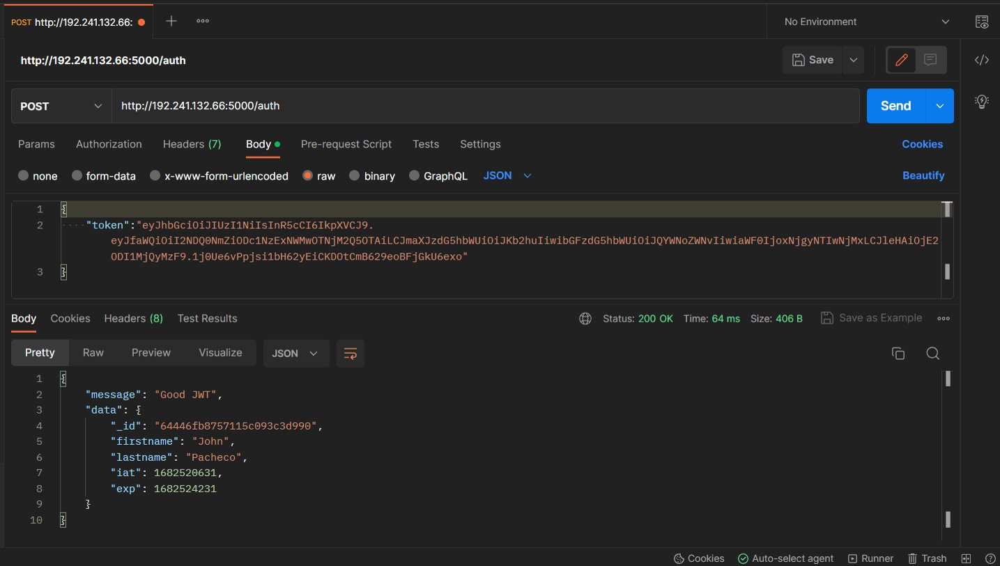 POST http://192.241.132.66:
No Environment
http://192.241.132.66:5000/auth
Save
POST
http://192.241.132.66:5000/auth
Send
Params Authorization Headers (7) Body Pre-request Script Tests Settings Cookies
none form-data x-www-form-urlencoded raw binary GraphQL JSON Beautify
1 {
2 ····"token":"eyJhbGciOiJIUzI1NiIsInR5cCI6IkpXVCJ9.
eyJfaWQiOiI2NDQ0NmZiODc1NzExNWMwOTNjM2Q5OTAiLCJmaXJzdG5hbWUiOiJKb2huIiwibGFzdG5hbWUiOiJQYWNoZWNvIiwiaWF0IjoxNjgyNTIwNjMxLCJleHAiOjE2
ODI1MjQyMzF9.1j0Ue6vPpjsi1bH62yEiCKDOtCmB629eoBFjGkU6exo"
3 }
Body Cookies Headers (8) Test Results Status: 200 OK Time: 64 ms Size: 406 B Save as Example
Pretty Raw Preview Visualize JSON
1 {
2 "message": "Good JWT",
3 "data": {
4 "_id": "64446fb8757115c093c3d990",
5 "firstname": "John",
6 "lastname": "Pacheco",
7 "iat": 1682520631,
8 "exp": 1682524231
9 }
10 }
Cookies Auto-select agent Runner Trash